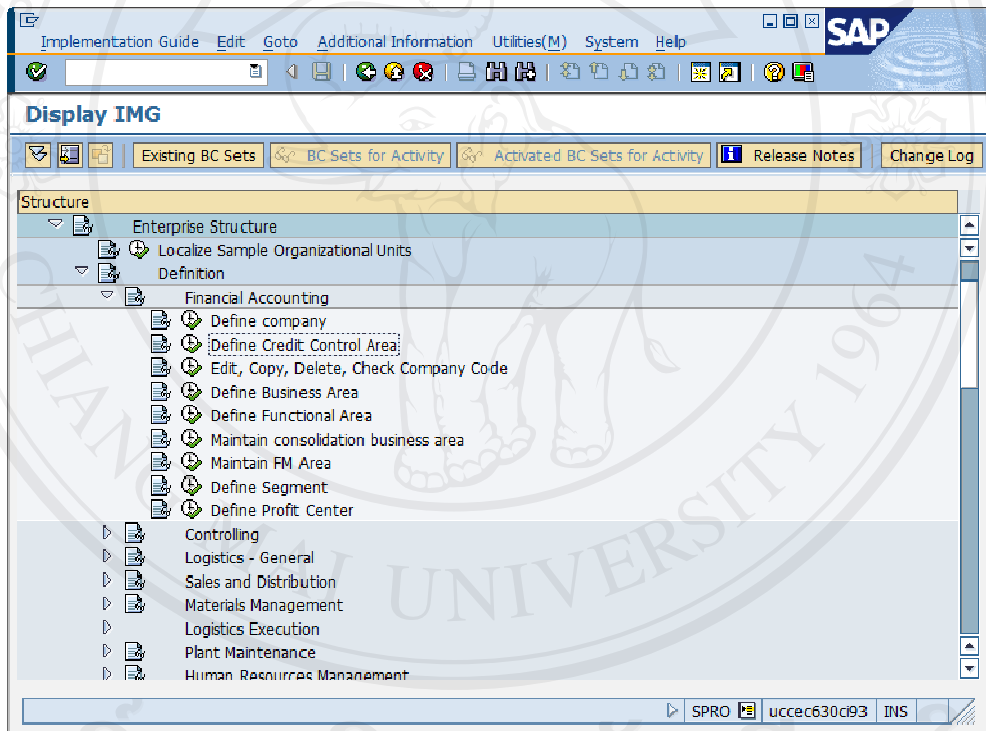 Implementation Guide Edit Goto Additional Information Utilities(M) System Help
SAP
Display IMG
Existing BC Sets BC Sets for Activity Activated BC Sets for Activity Release Notes Change Log
Structure
Enterprise Structure
Localize Sample Organizational Units
Definition
Financial Accounting
Define company
Define Credit Control Area
Edit, Copy, Delete, Check Company Code
Define Business Area
Define Functional Area
Maintain consolidation business area
Maintain FM Area
Define Segment
Define Profit Center
Controlling
Logistics - General
Sales and Distribution
Materials Management
Logistics Execution
Plant Maintenance
Human Resources Management
SPRO uccec630ci93 INS
CHIANG MAI UNIVERSITY 1964